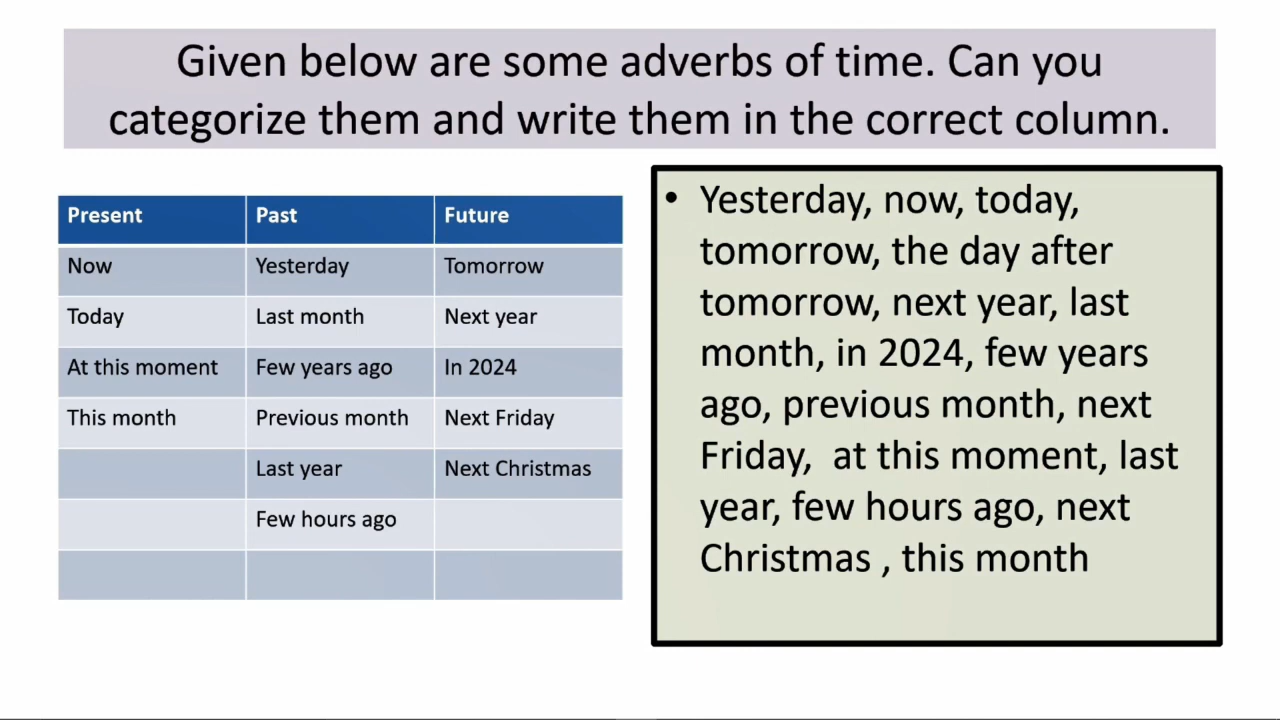 Given below are some adverbs of time. Can you
categorize them and write them in the correct column.
Present Past Future
Now Yesterday Tomorrow
Today Last month Next year
At this moment Few years ago In 2024
This month Previous month Next Friday
Last year Next Christmas
Few hours ago
• Yesterday, now, today,
tomorrow, the day after
tomorrow, next year, last
month, in 2024, few years
ago, previous month, next
Friday, at this moment, last
year, few hours ago, next
Christmas , this month